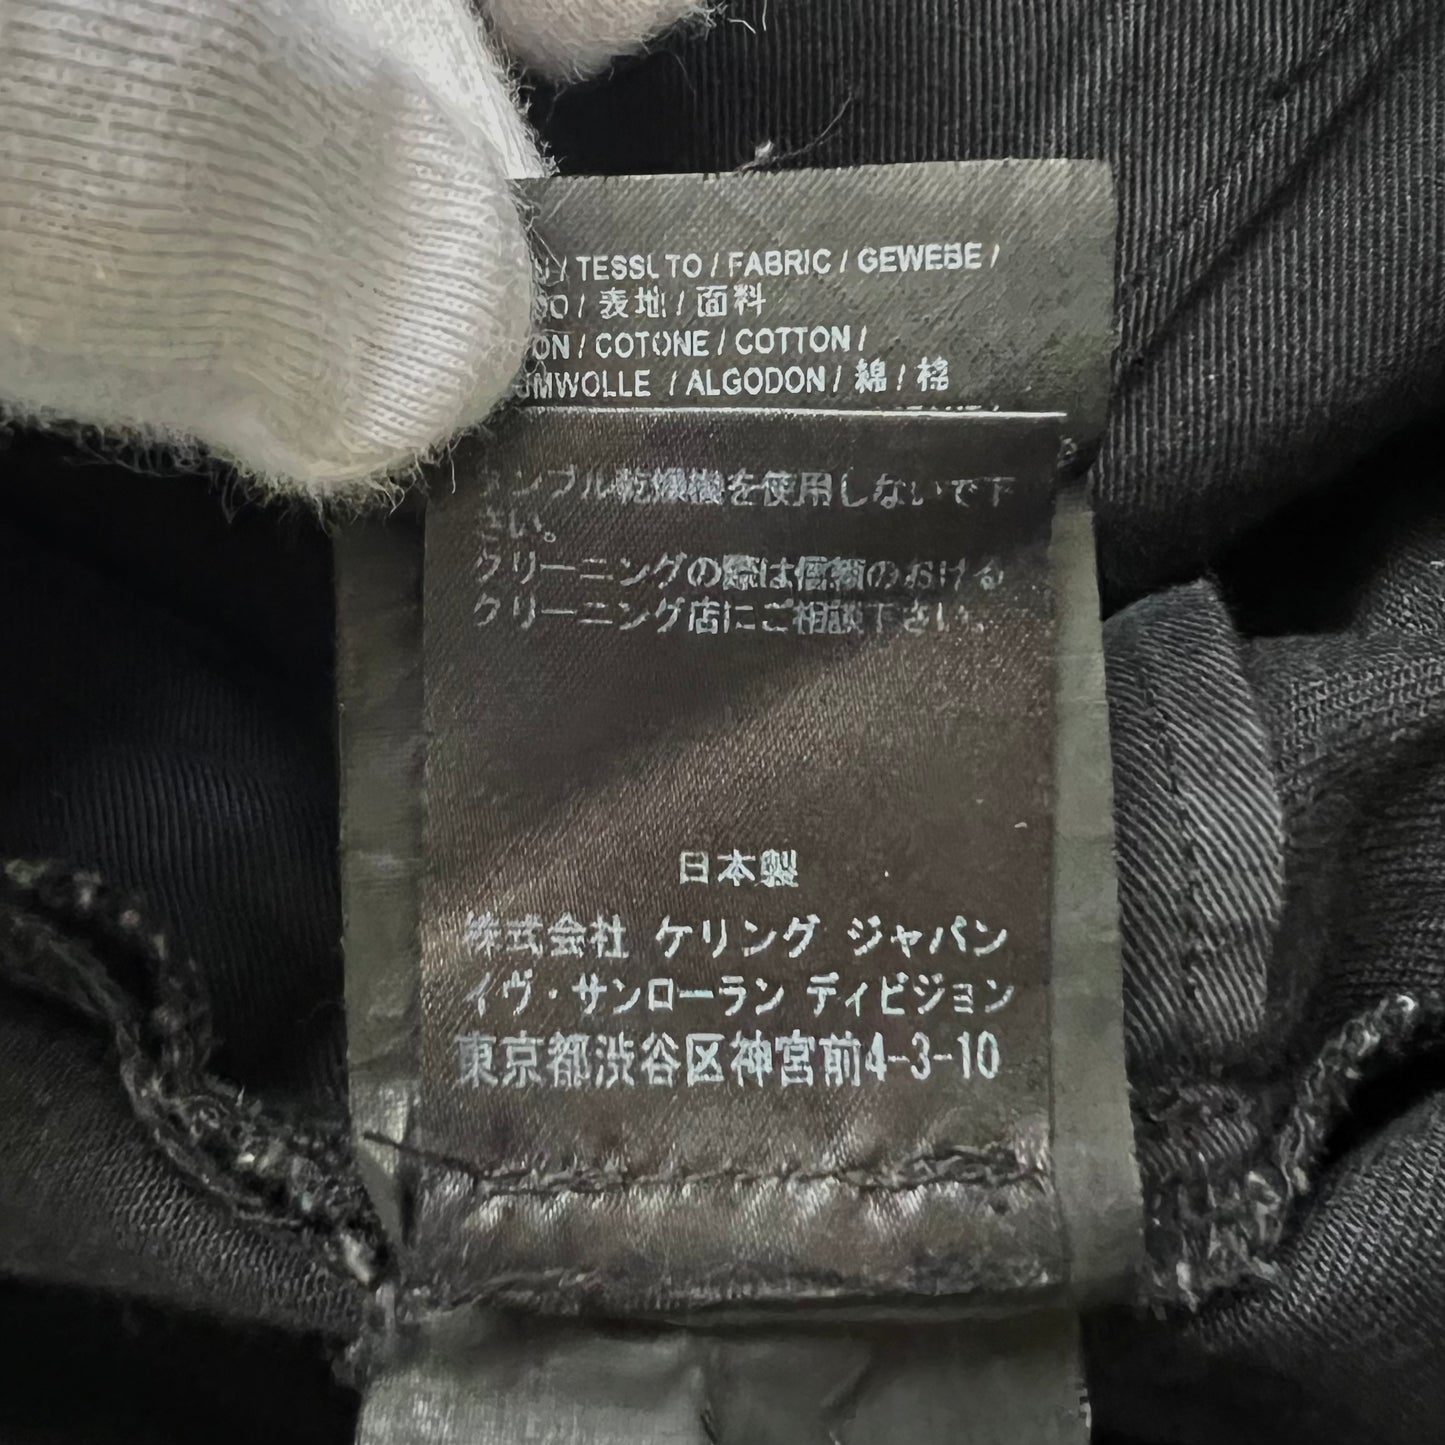 / TESSUTO / FABRIC / GEWEBE /
/ 表地 / 面料
/ COTONE / COTTON /
/ ALGODON / 綿 / 棉
タンブル乾燥機を使用しないで下
さい。
クリーニングの際は信頼のおける
クリーニング店にご相談下さい。
日本製
株式会社 ケリング ジャパン
イヴ・サンローラン ディビジョン
東京都渋谷区神宮前4-3-10